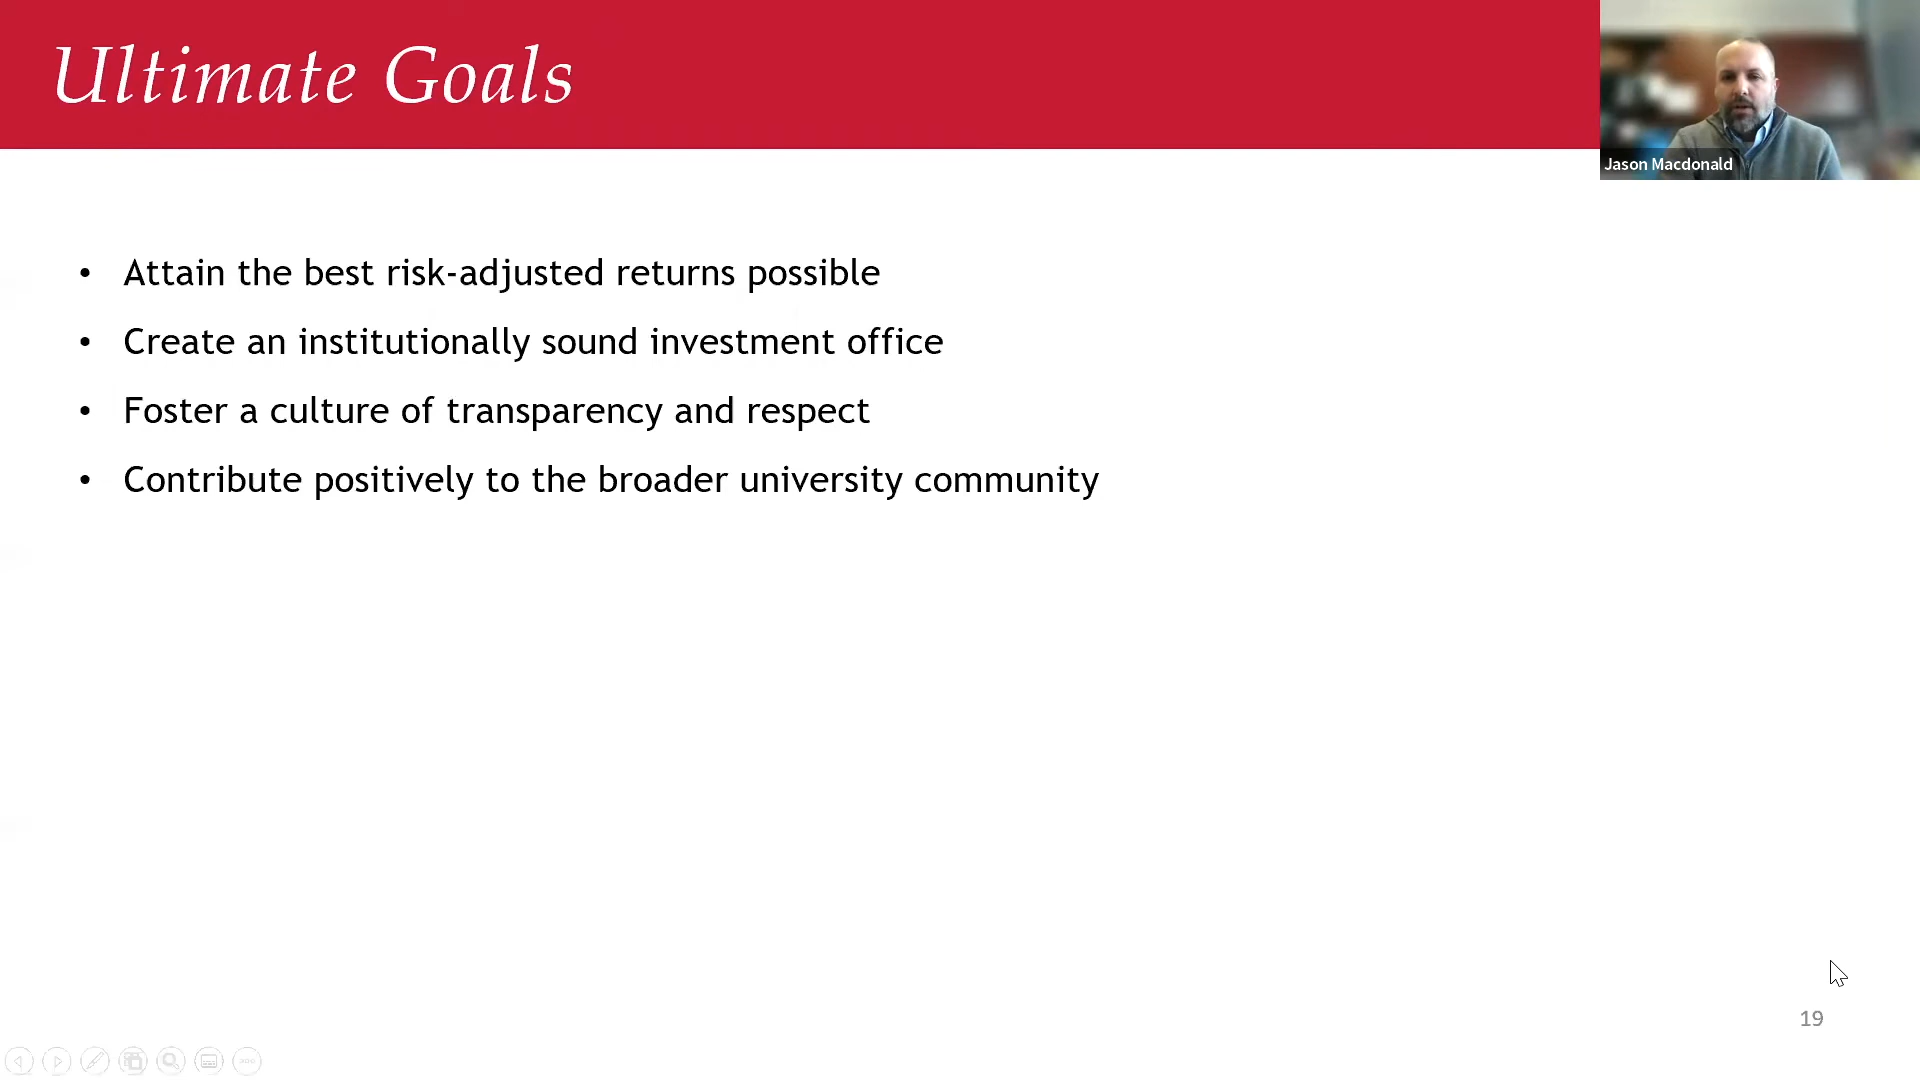 Ultimate Goals
Jason Macdonald
• Attain the best risk-adjusted returns possible
• Create an institutionally sound investment office
• Foster a culture of transparency and respect
• Contribute positively to the broader university community
19